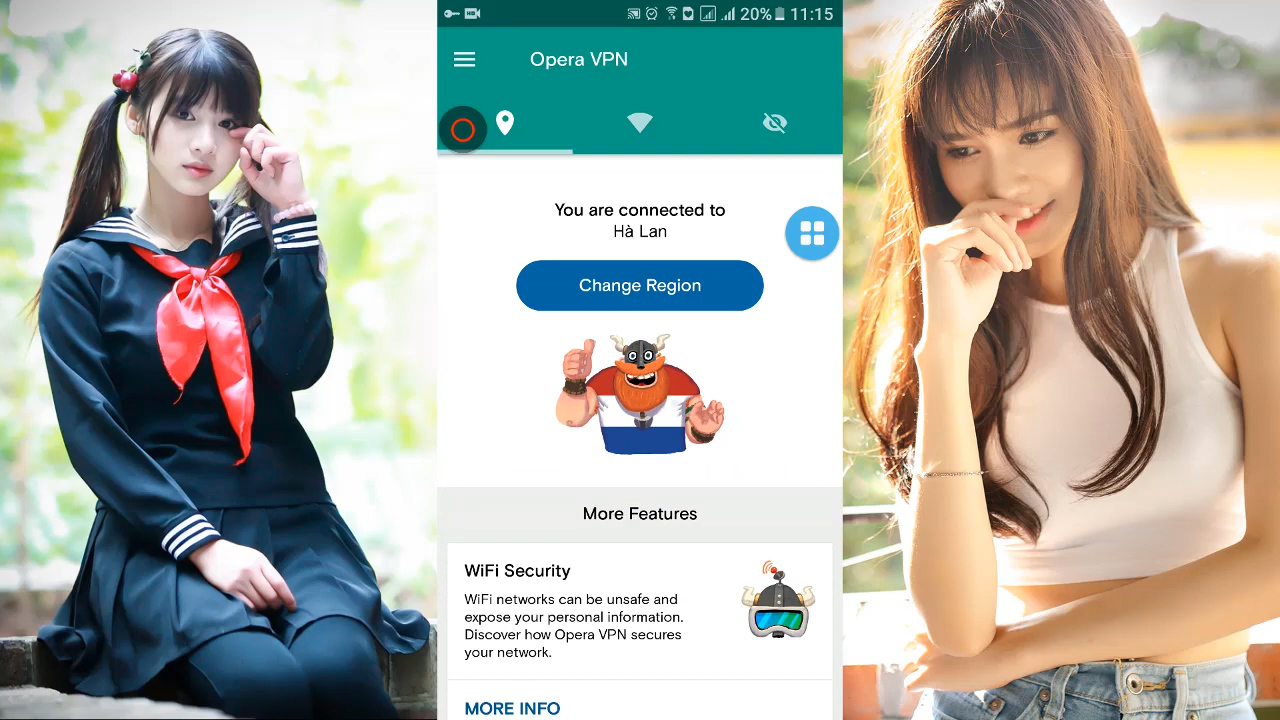 HD
20% 11:15
Opera VPN
You are connected to
Hà Lan
Change Region
More Features
WiFi Security
WiFi networks can be unsafe and
expose your personal information.
Discover how Opera VPN secures
your network.
MORE INFO